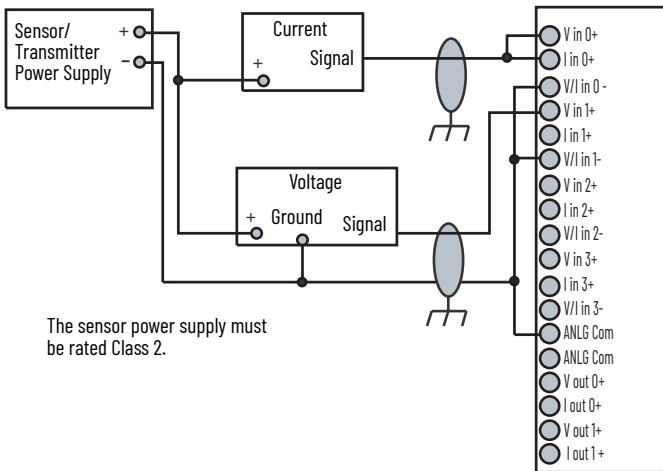 Sensor/
Transmitter
Power Supply
+
-
Current
Signal
+
Voltage
Ground
Signal
+
The sensor power supply must
be rated Class 2.
V in 0+
I in 0+
V/I in 0 -
V in 1+
I in 1+
V/I in 1-
V in 2+
I in 2+
V/I in 2-
V in 3+
I in 3+
V/I in 3-
ANLG Com
ANLG Com
V out 0+
I out 0+
V out 1+
I out 1 +